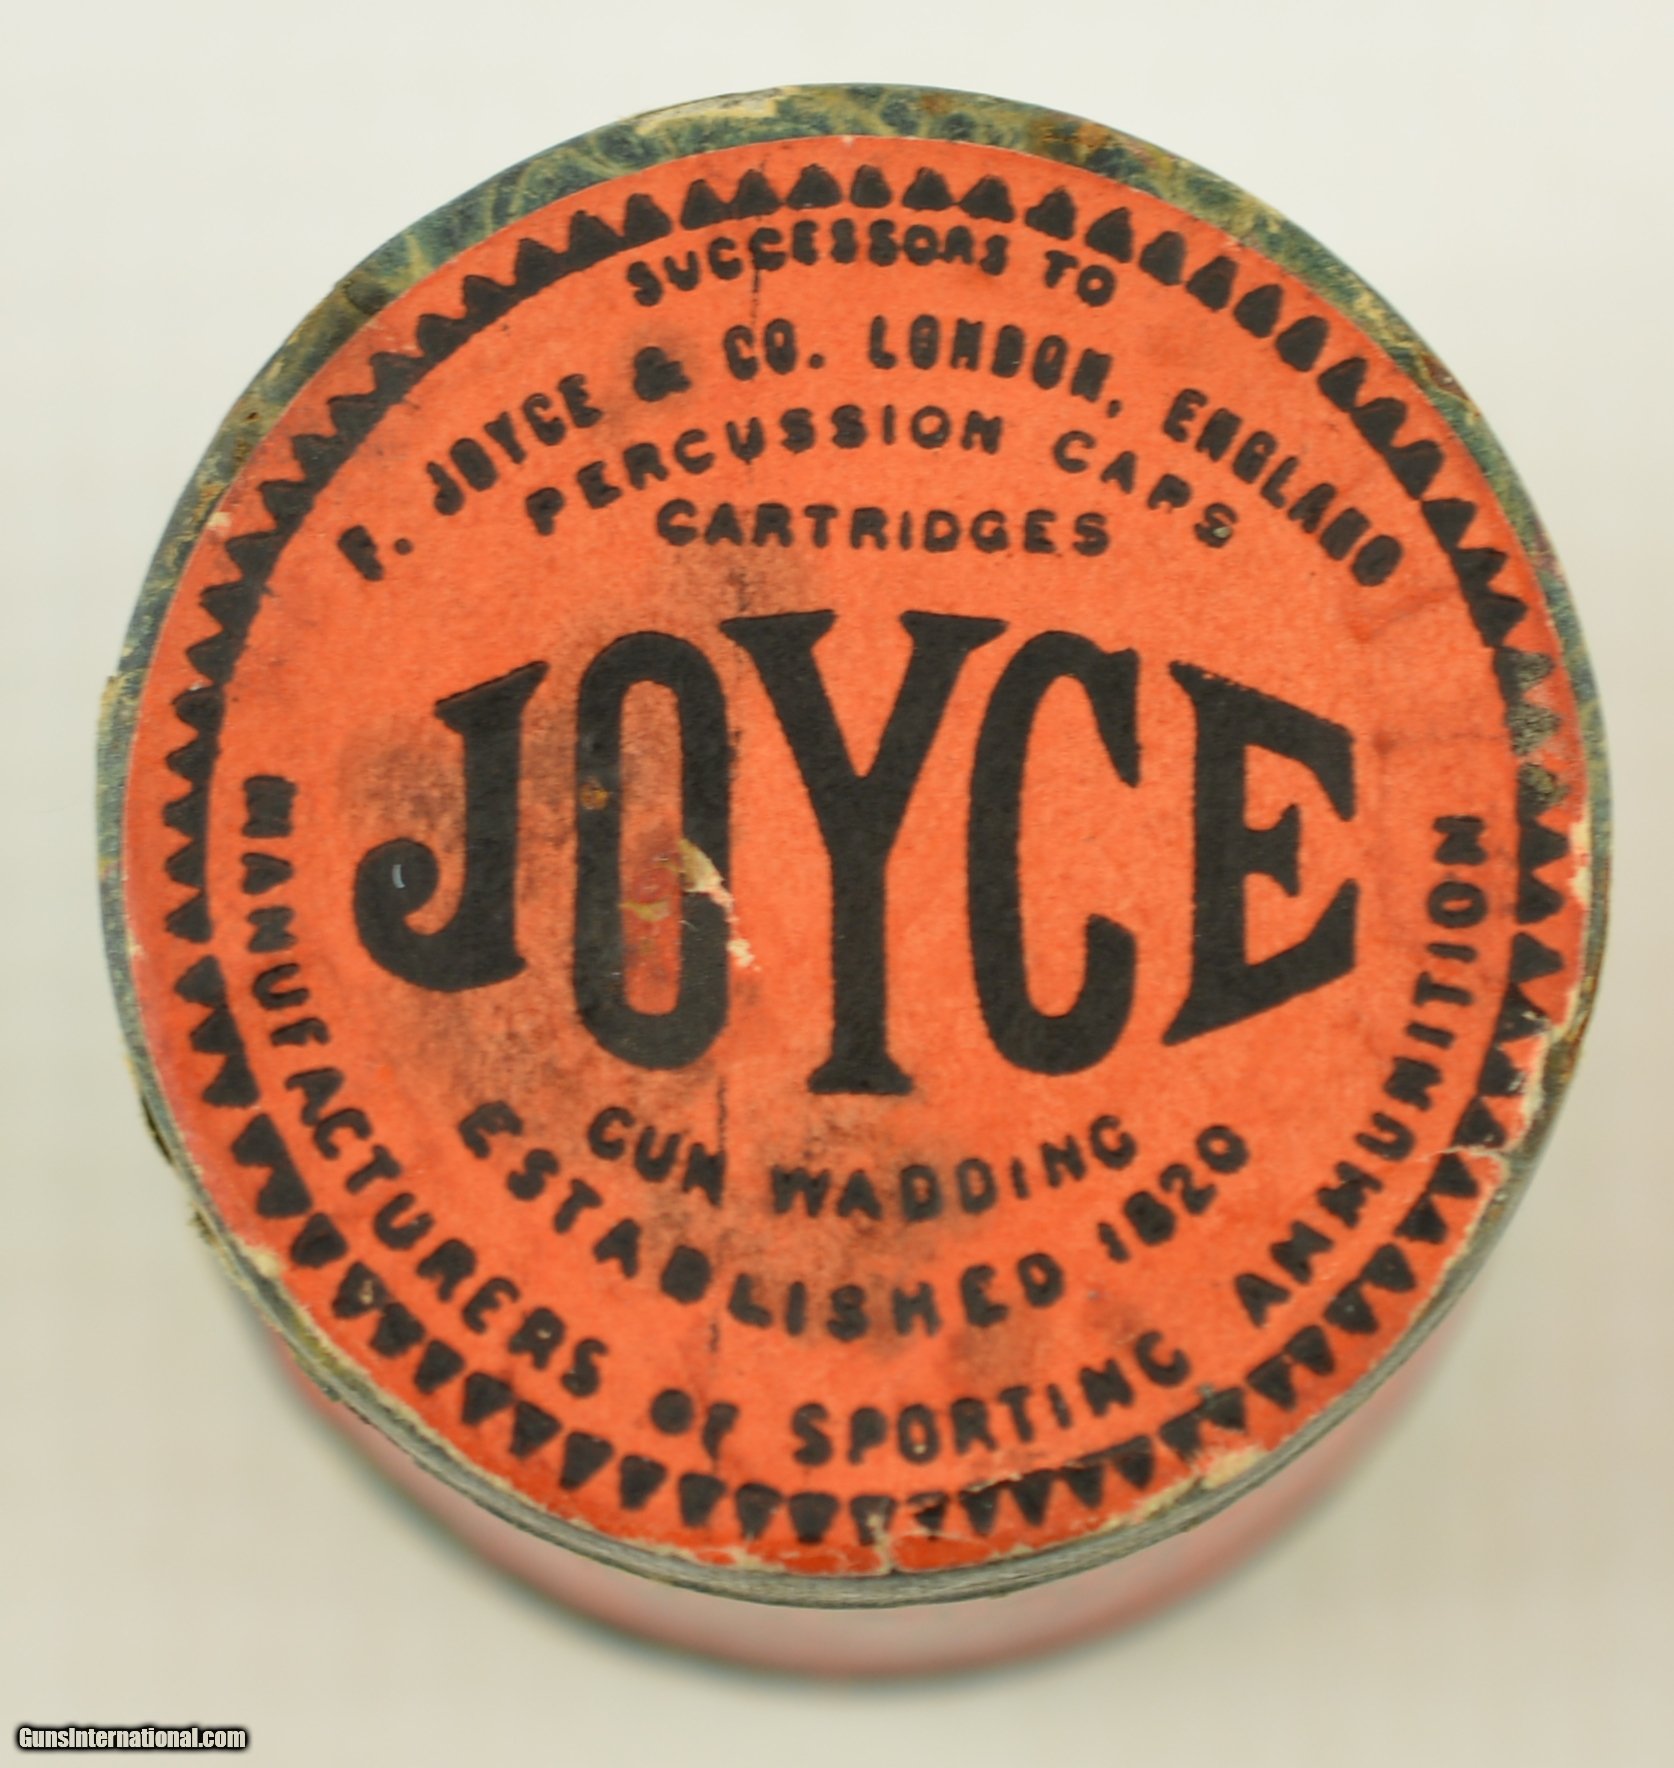 SUCCESSORS TO
F. JOYCE & CO. LONDON, ENGLAND
PERCUSSION CAPS
CARTRIDGES
JOYCE
GUN WADDING
ESTABLISHED 1820
MANUFACTURERS OF SPORTING AMMUNITION
GunsInternational.com